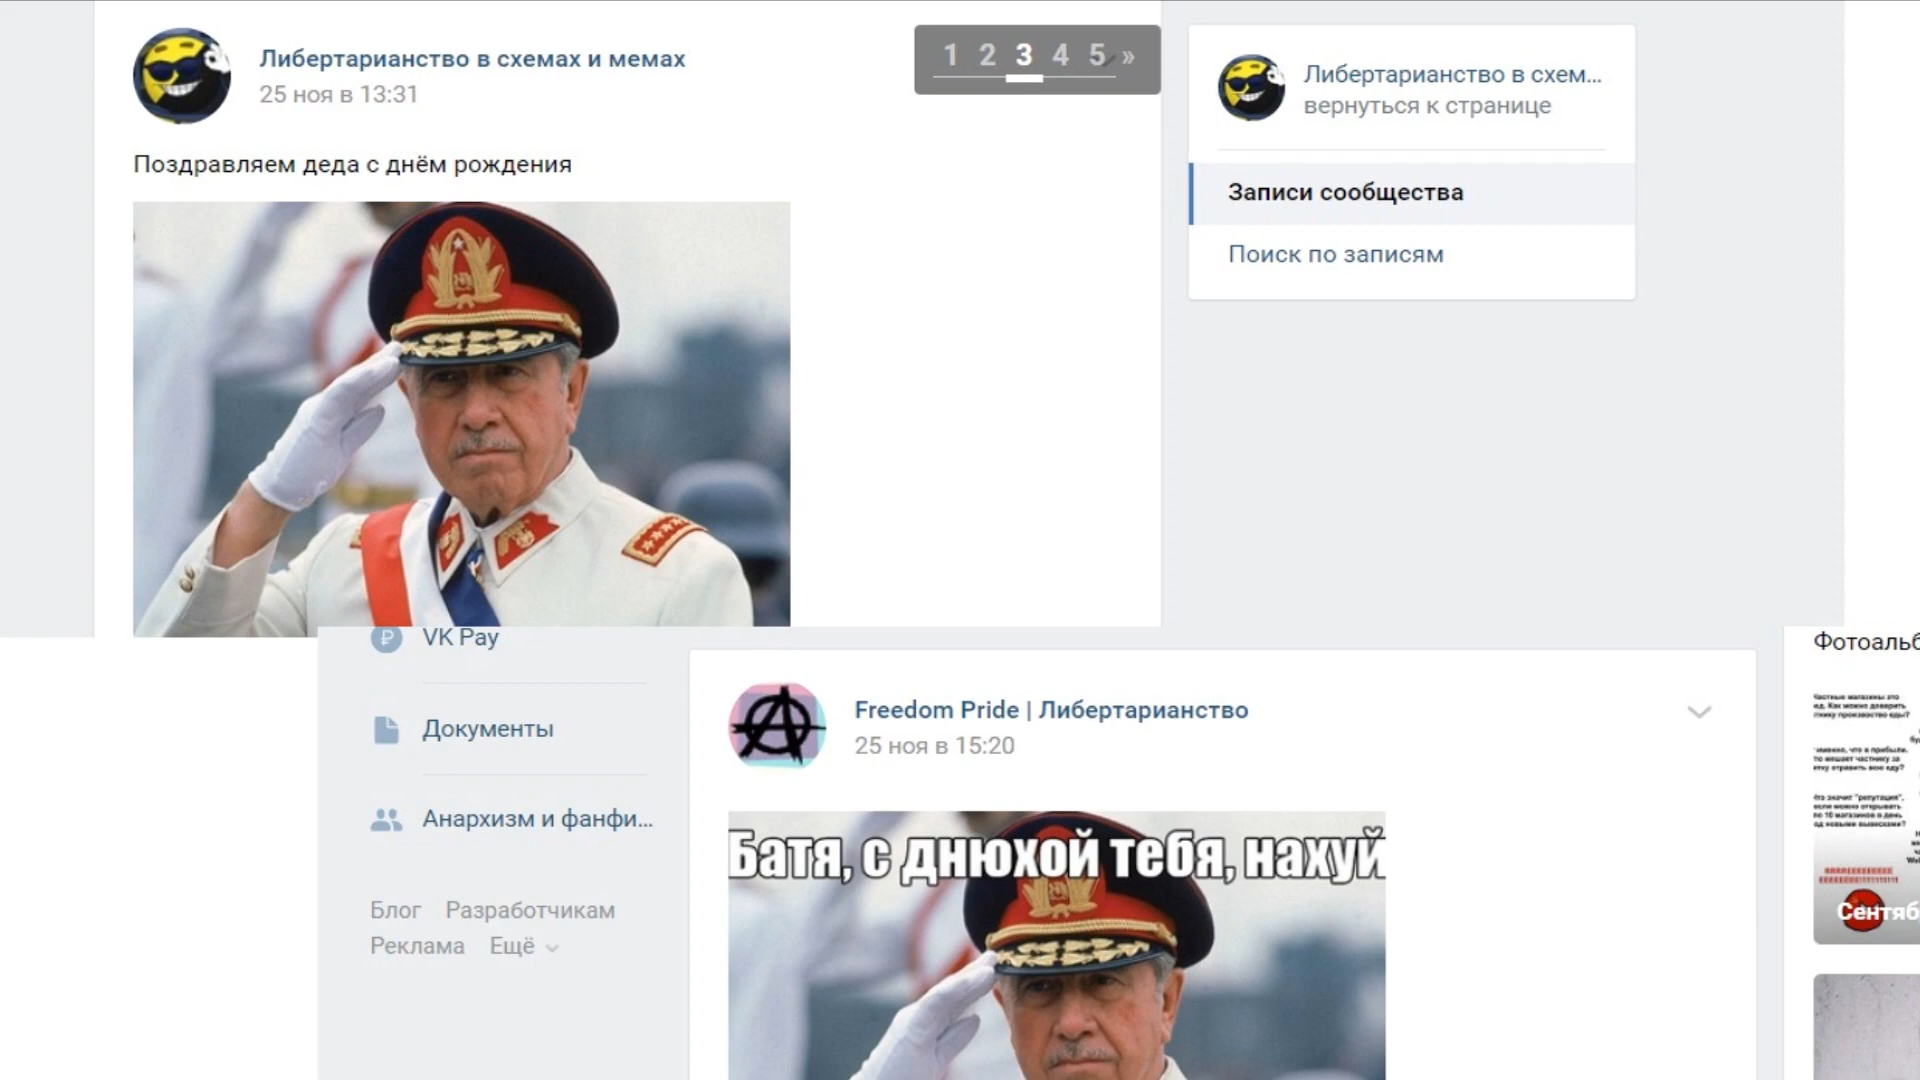 Либертарианство в схемах и мемах
25 ноя в 13:31
1 2 3 4 5 »
Поздравляем деда с днём рождения
Либертарианство в схем...
вернуться к странице
Записи сообщества
Поиск по записям
VK Pay
Документы
Анархизм и фанфи...
Блог Разработчикам
Реклама Ещё
Freedom Pride | Либертарианство
25 ноя в 15:20
Батя, с днюхой тебя, нахуй
Фотоальб
Сентяб